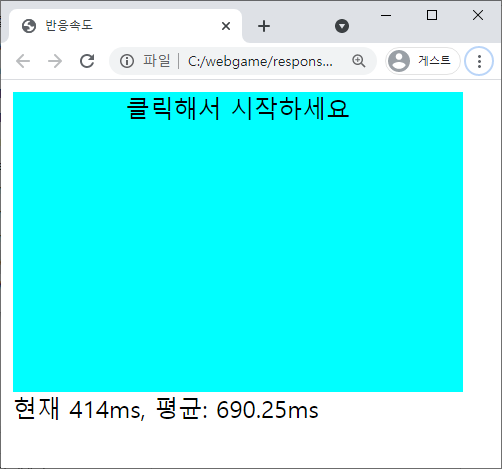 반응속도
파일
C:/webgame/respons...
게스트
클릭해서 시작하세요
현재 414ms, 평균: 690.25ms